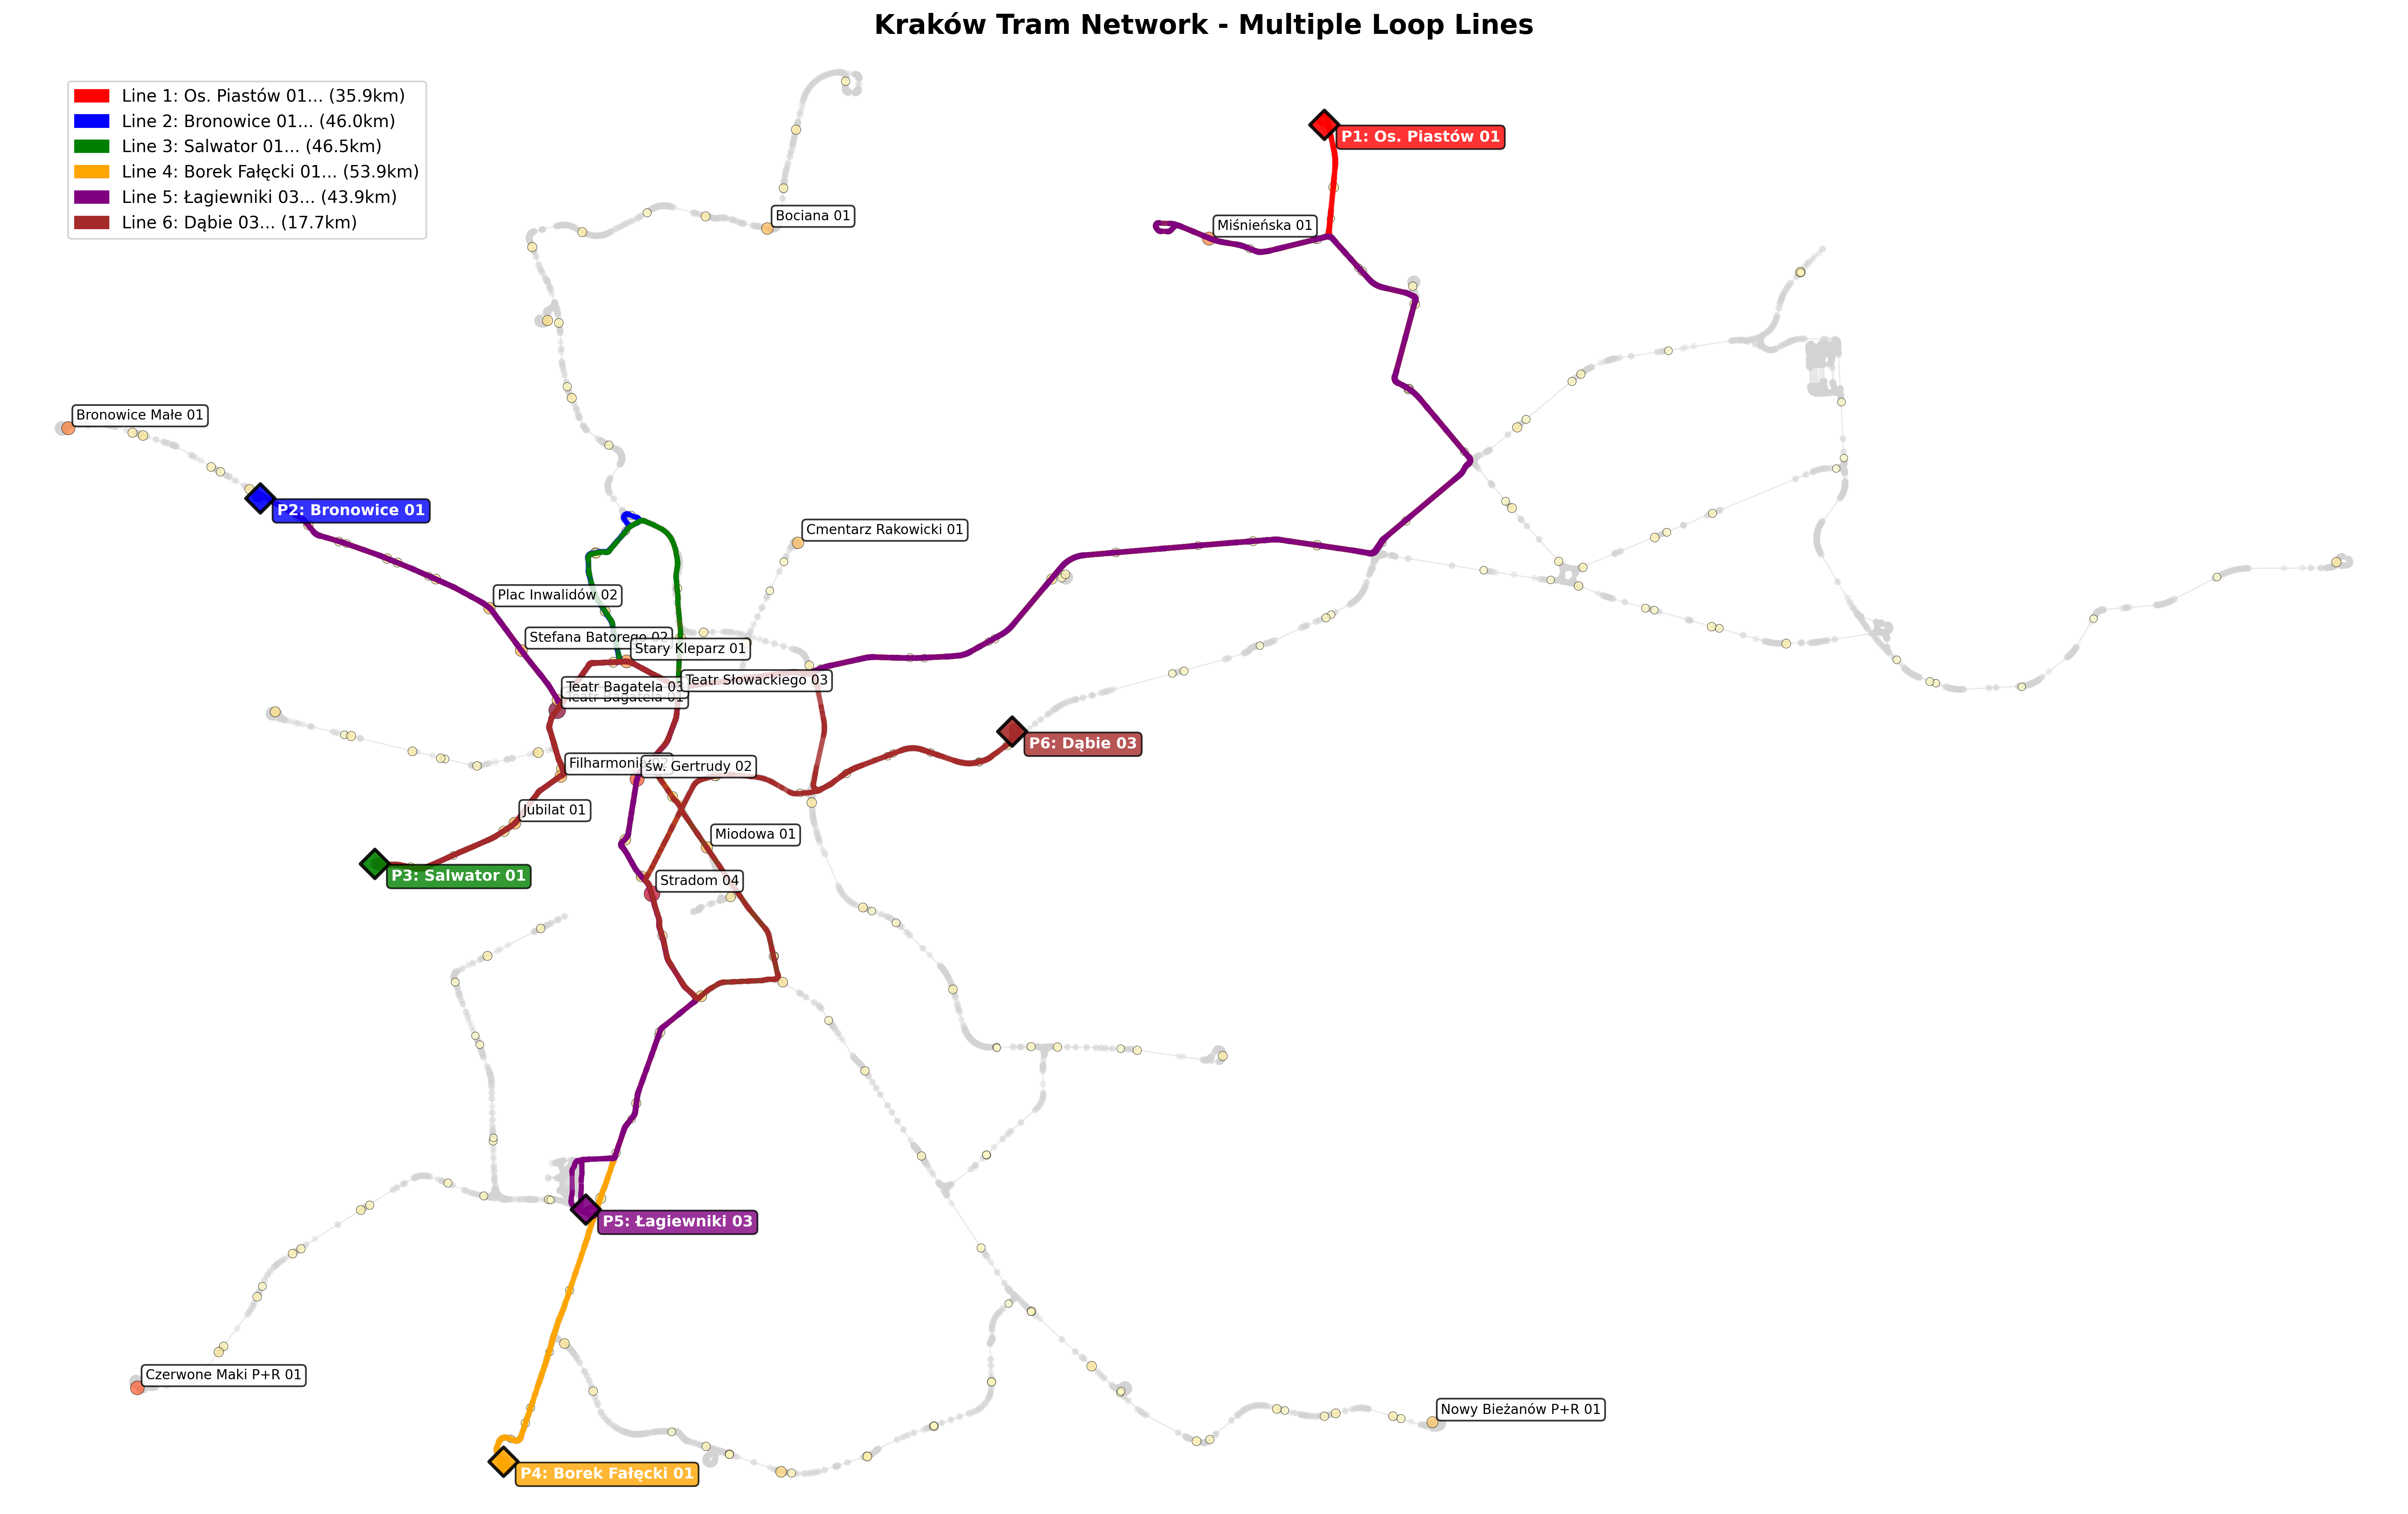 Kraków Tram Network - Multiple Loop Lines
Line 1: Os. Piastów 01... (35.9km)
Line 2: Bronowice 01... (46.0km)
Line 3: Salwator 01... (46.5km)
Line 4: Borek Fałęcki 01... (53.9km)
Line 5: Łagiewniki 03... (43.9km)
Line 6: Dąbie 03... (17.7km)
P1: Os. Piastów 01
Bociana 01
Miśnieńska 01
Bronowice Małe 01
P2: Bronowice 01
Cmentarz Rakowicki 01
Plac Inwalidów 02
Stefana Batorego 02
Stary Kleparz 01
Teatr Słowackiego 03
Teatr Bagatela 03
Teatr Bagatela 01
P6: Dąbie 03
Filharmonia 02
św. Gertrudy 02
Jubilat 01
Miodowa 01
P3: Salwator 01
Stradom 04
P5: Łagiewniki 03
Czerwone Maki P+R 01
Nowy Bieżanów P+R 01
P4: Borek Fałęcki 01